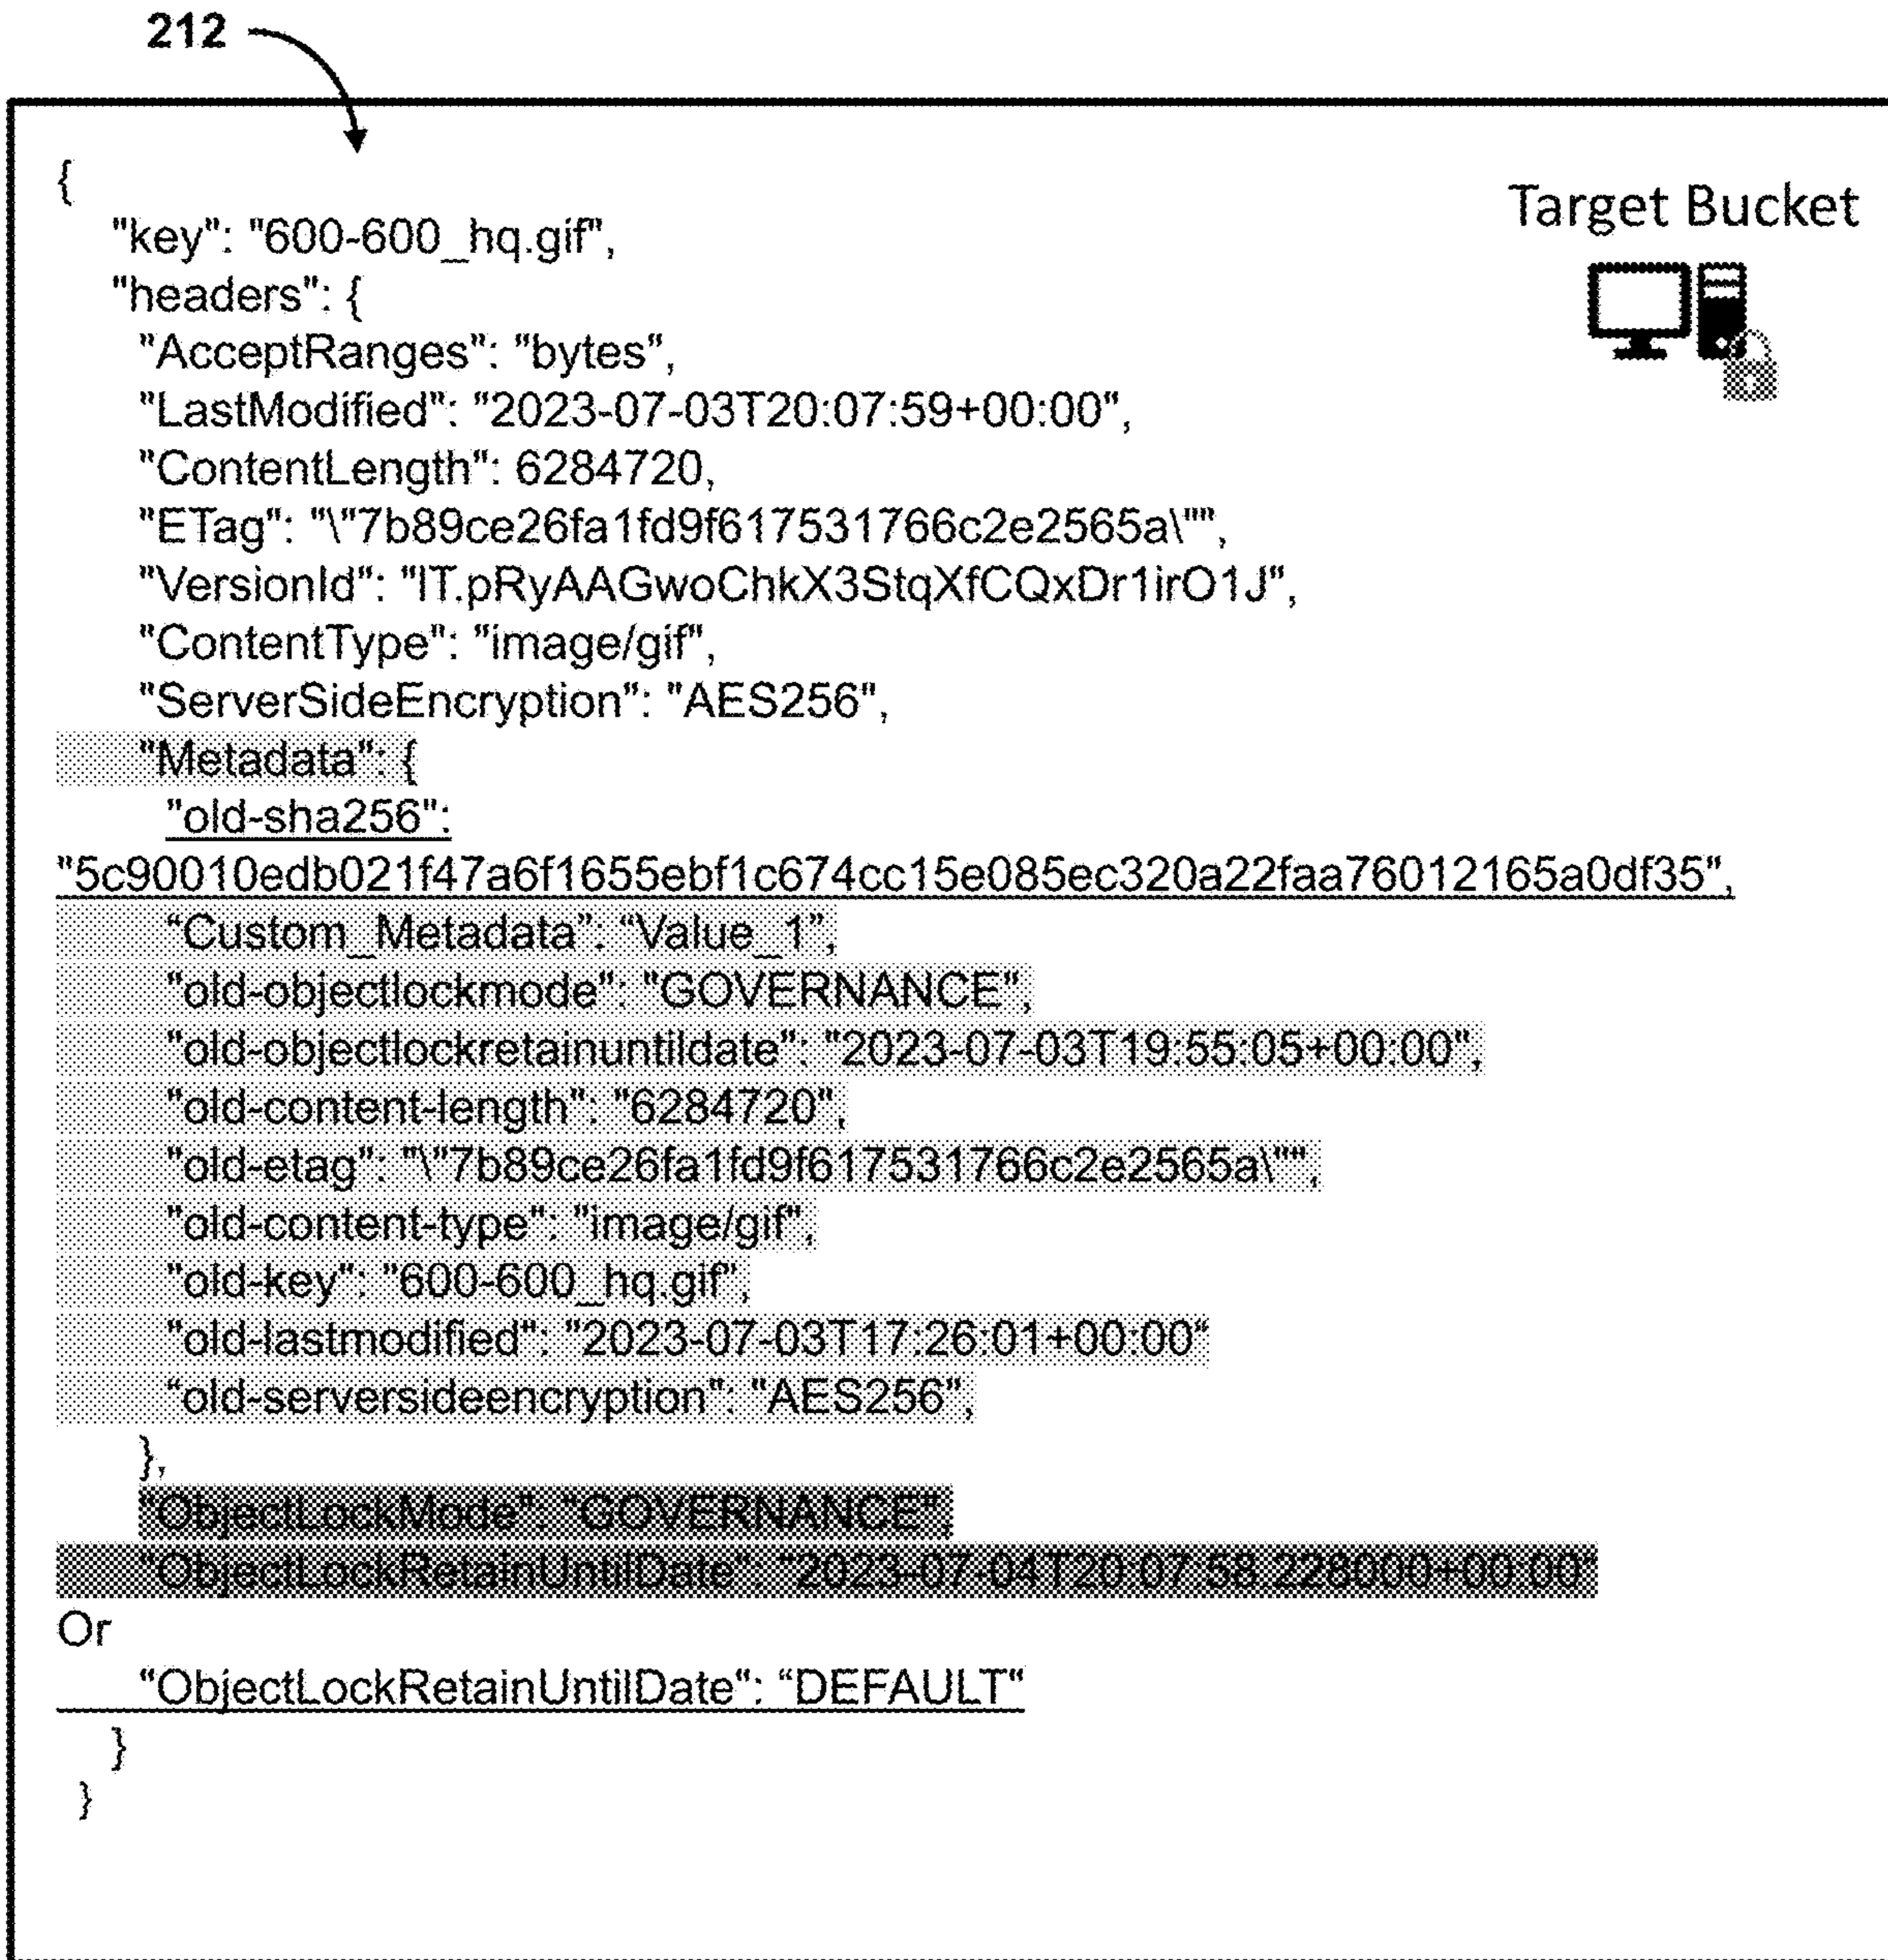 212
{
Target Bucket
"key": "600-600_hq.gif",
"headers": {
"AcceptRanges": "bytes",
"LastModified": "2023-07-03T20:07:59+00:00",
"ContentLength": 6284720,
"ETag": "\"7b89ce26fa1fd9f617531766c2e2565a\"",
"VersionId": "IT.pRyAAGwoChkX3StqXfCQxDr1irO1J",
"ContentType": "image/gif",
"ServerSideEncryption": "AES256",
"Metadata": {
"old-sha256":
"5c90010edb021f47a6f1655ebf1c674cc15e085ec320a22faa76012165a0df35",
“Custom_Metadata”: “Value_1”,
"old-objectlockmode": "GOVERNANCE",
"old-objectlockretainuntildate": "2023-07-03T19:55:05+00:00",
"old-content-length": "6284720",
"old-etag": "\"7b89ce26fa1fd9f617531766c2e2565a\"",
"old-content-type": "image/gif",
"old-key": "600-600_hq.gif",
"old-lastmodified": "2023-07-03T17:26:01+00:00“
“old-serversideencryption": "AES256",
},
"ObjectLockMode": "GOVERNANCE",
"ObjectLockRetainUntilDate": "2023-07-04T20:07:58.228000+00:00"
Or
“ObjectLockRetainUntilDate": “DEFAULT“
}
}